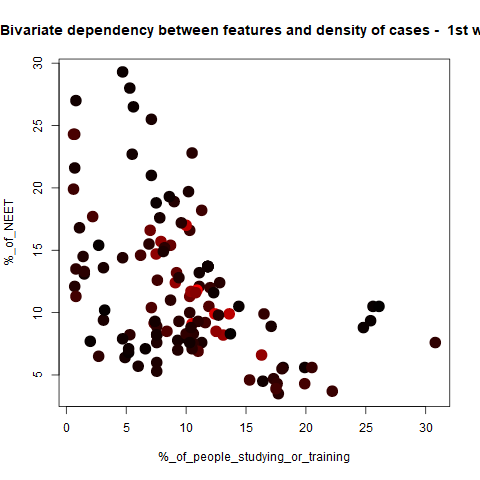 Bivariate dependency between features and density of cases - 1st w
30
25
20
15
10
5
%_of_NEET
0 5 10 15 20 25 30
%_of_people_studying_or_training